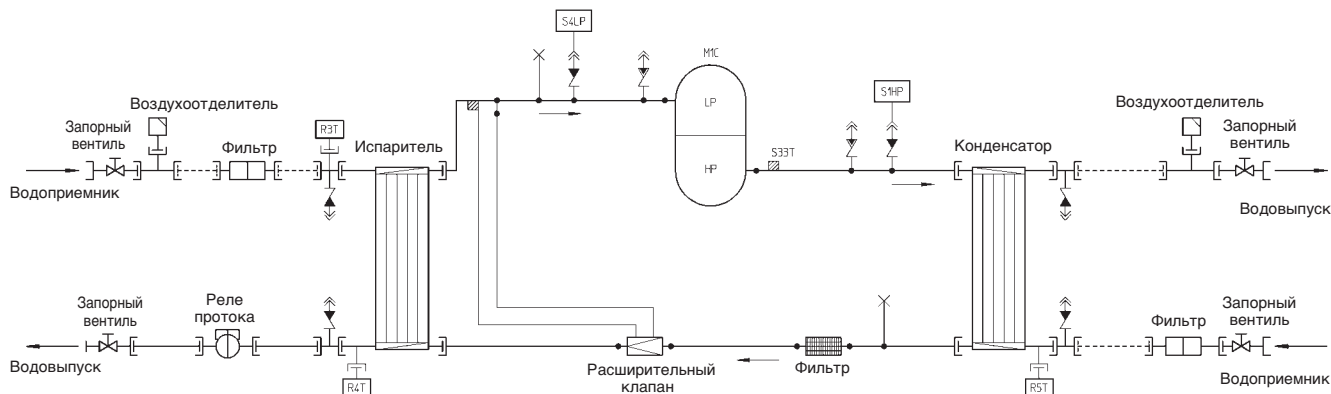 S4LP
M1C
LP
HP
S33T
S1HP
Воздухоотделитель
Запорный
вентиль
Фильтр
R3T
Испаритель
Водоприемник
Конденсатор
Воздухоотделитель
Запорный
вентиль
Водовыпуск
Запорный
вентиль
Реле
протока
Водовыпуск
R4T
Расширительный
клапан
Фильтр
R5T
Фильтр
Запорный
вентиль
Водоприемник